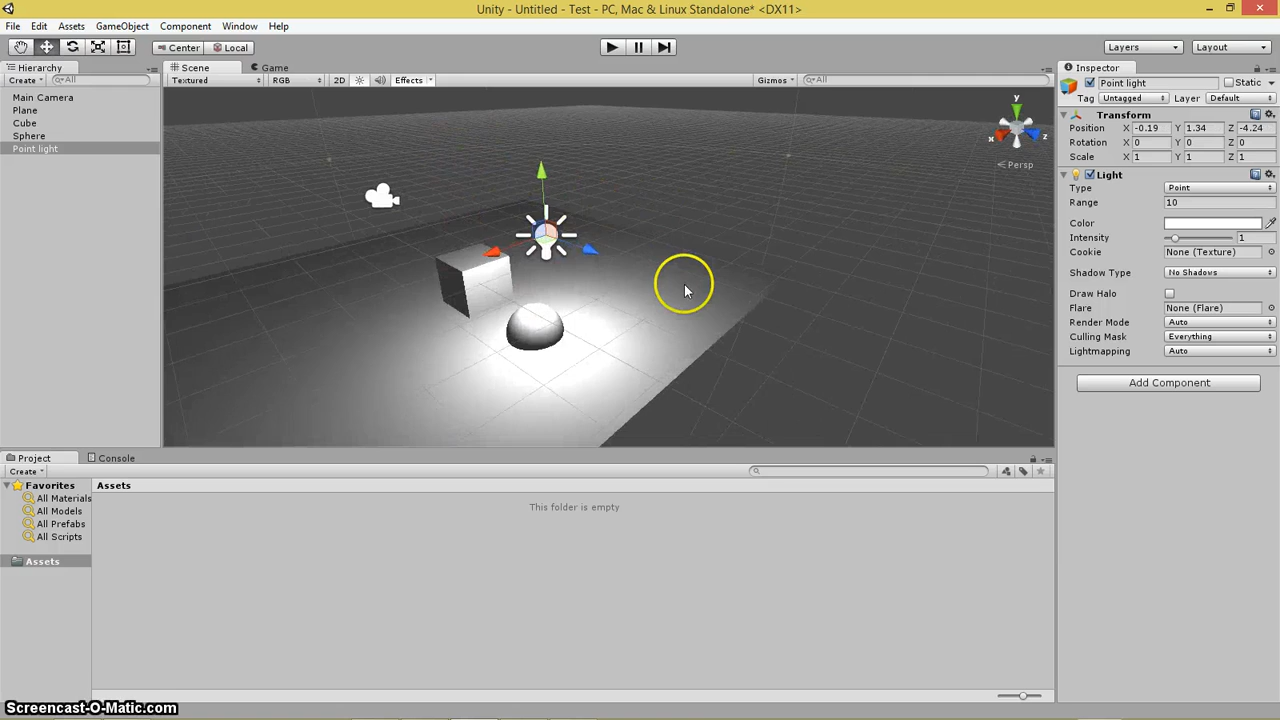 Unity - Untitled - Test - PC, Mac & Linux Standalone* <DX11>
File Edit Assets GameObject Component Window Help
Center Local Layers Layout
Hierarchy
Create All
Main Camera
Plane
Cube
Sphere
Point light
Scene Game
Textured RGB 2D Effects Gizmos All
y
x z
Persp
Inspector
Point light Static
Tag Untagged Layer Default
Transform
Position X -0.19 Y 1.34 Z -4.24
Rotation X 0 Y 0 Z 0
Scale X 1 Y 1 Z 1
Light
Type Point
Range 10
Color
Intensity 1
Cookie None (Texture)
Shadow Type No Shadows
Draw Halo
Flare None (Flare)
Render Mode Auto
Culling Mask Everything
Lightmapping Auto
Add Component
Project Console
Create
Favorites
All Materials
All Models
All Prefabs
All Scripts
Assets
Assets
This folder is empty
Screencast-O-Matic.com